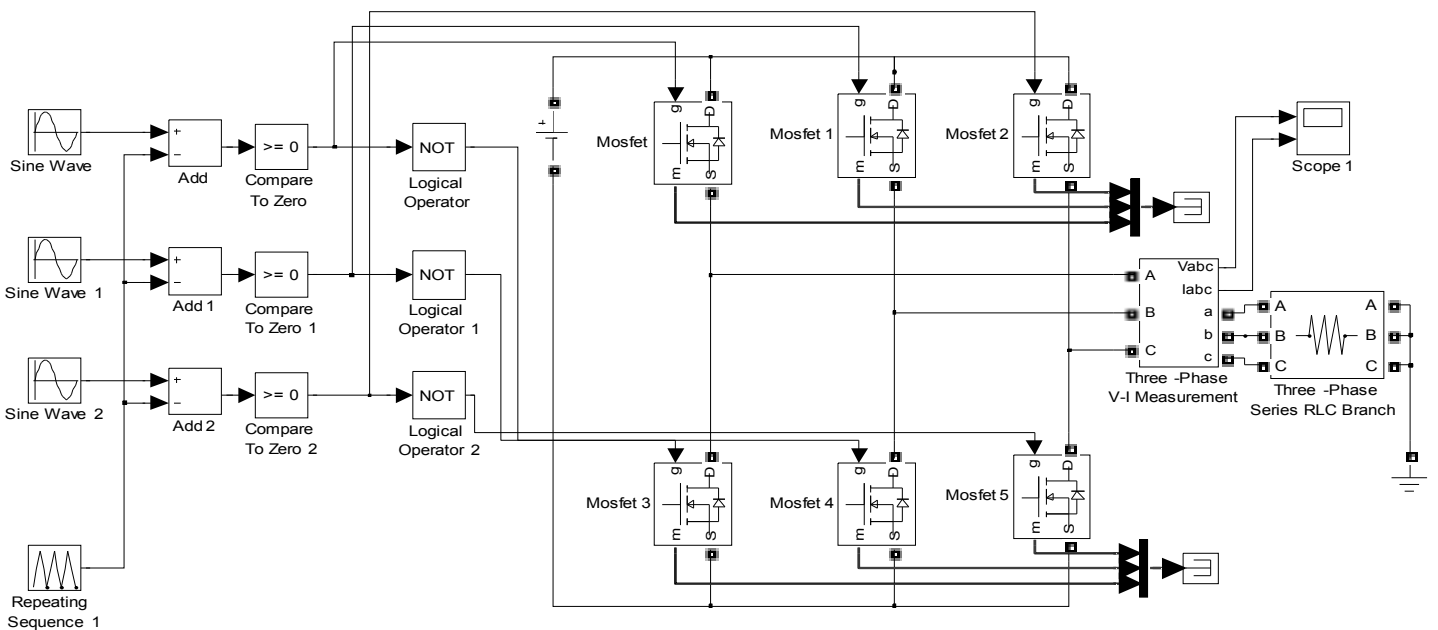 Sine Wave
+
−
Add
>= 0
Compare
To Zero
NOT
Logical
Operator
Sine Wave 1
+
−
Add 1
>= 0
Compare
To Zero 1
NOT
Logical
Operator 1
Sine Wave 2
+
−
Add 2
>= 0
Compare
To Zero 2
NOT
Logical
Operator 2
Repeating
Sequence 1
+
Mosfet
g
D
m
S
Mosfet 1
g
D
m
S
Mosfet 2
g
D
m
S
Scope 1
A
B
C
Vabc
Iabc
a
b
c
Three -Phase
V-I Measurement
A
B
C
A
B
C
Three -Phase
Series RLC Branch
Mosfet 3
g
D
m
S
Mosfet 4
g
D
m
S
Mosfet 5
g
D
m
S